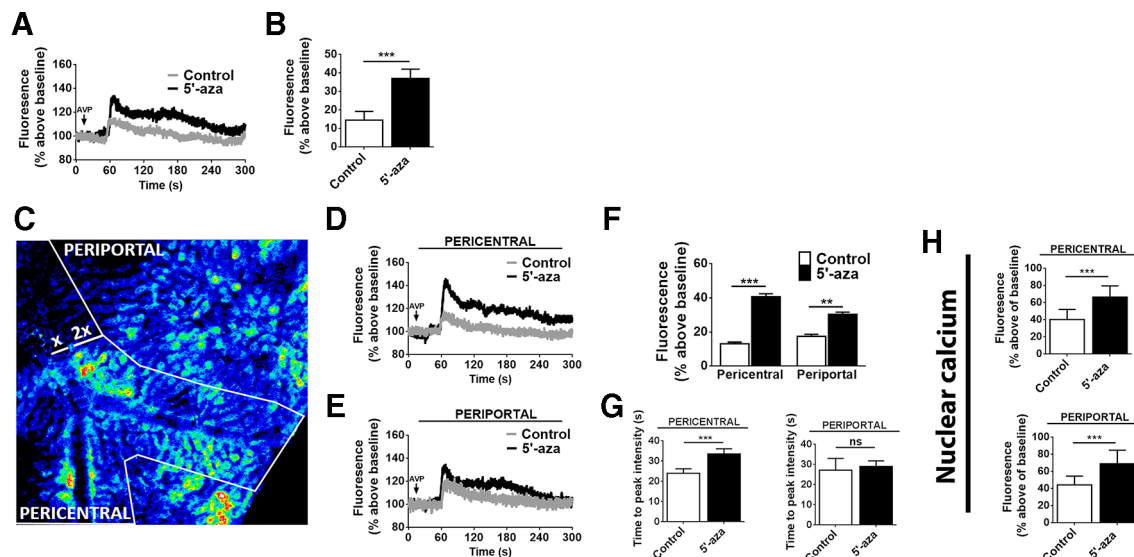 A
Fluoresence
(% above baseline)
160
140
120
100
80
AVP
Control
5'-aza
0 60 120 180 240 300
Time (s)
B
Fluoresence
(% above baseline)
50
40
30
20
10
0
***
Control
5'-aza
C
PERIPORTAL
x 2x
PERICENTRAL
D
PERICENTRAL
(% above baseline)
Fluoresence
160
140
120
100
80
AVP
Control
5'-aza
0 60 120 180 240 300
Time (s)
E
PERIPORTAL
Fluoresence
(% above baseline)
160
140
120
100
80
AVP
Control
5'-aza
0 60 120 180 240 300
Time (s)
F
Fluorescence
(% above baseline)
60
40
20
0
Control
5'-aza
***
**
Pericentral Periportal
G
PERICENTRAL
Time to peak intensity (s)
40
30
20
10
0
***
Control
5'-aza
PERIPORTAL
Time to peak intensity (s)
40
30
20
10
0
ns
Control
5'-aza
H
Nuclear calcium
PERICENTRAL
Fluorescence
(% above of baseline)
100
80
60
40
20
0
***
Control
5'-aza
PERIPORTAL
Fluoresence
(% above of baseline)
100
80
60
40
20
0
***
Control
5'-aza